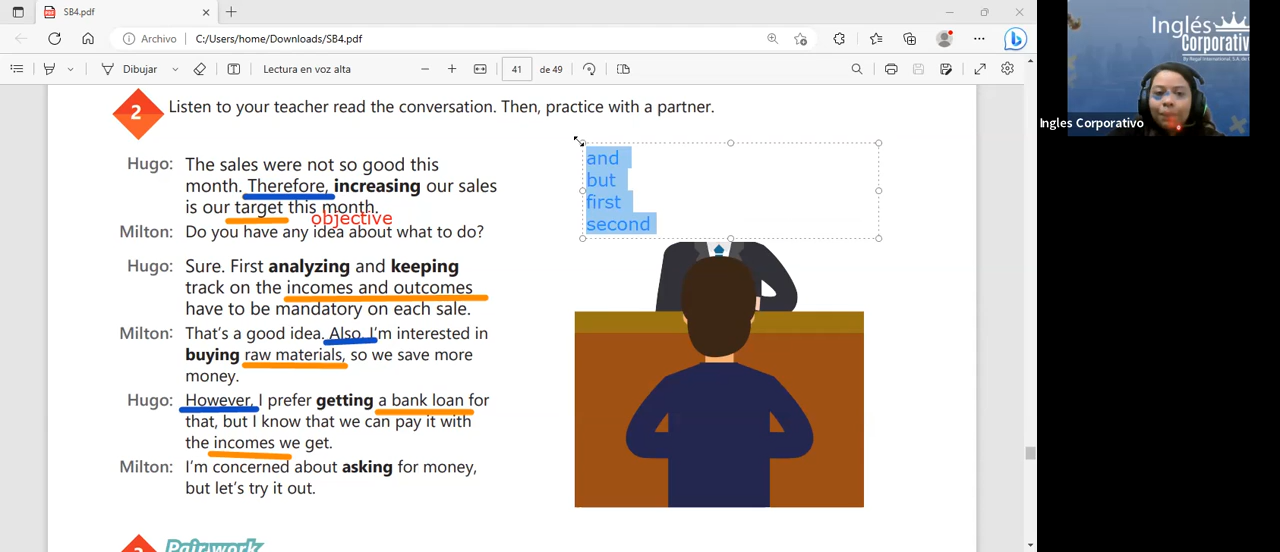 SB4.pdf
Archivo
C:/Users/home/Downloads/SB4.pdf
Dibujar
Lectura en voz alta
41
de 49
Inglés
Corporativo
By Regal International, S.A. de
Ingles Corporativo
2
Listen to your teacher read the conversation. Then, practice with a partner.
Hugo: The sales were not so good this
month. Therefore, increasing our sales
is our target this month.
objective
Milton: Do you have any idea about what to do?
Hugo: Sure. First analyzing and keeping
track on the incomes and outcomes
have to be mandatory on each sale.
Milton: That's a good idea. Also, I'm interested in
buying raw materials, so we save more
money.
Hugo: However, I prefer getting a bank loan for
that, but I know that we can pay it with
the incomes we get.
Milton: I'm concerned about asking for money,
but let's try it out.
and
but
first
second
Pair work